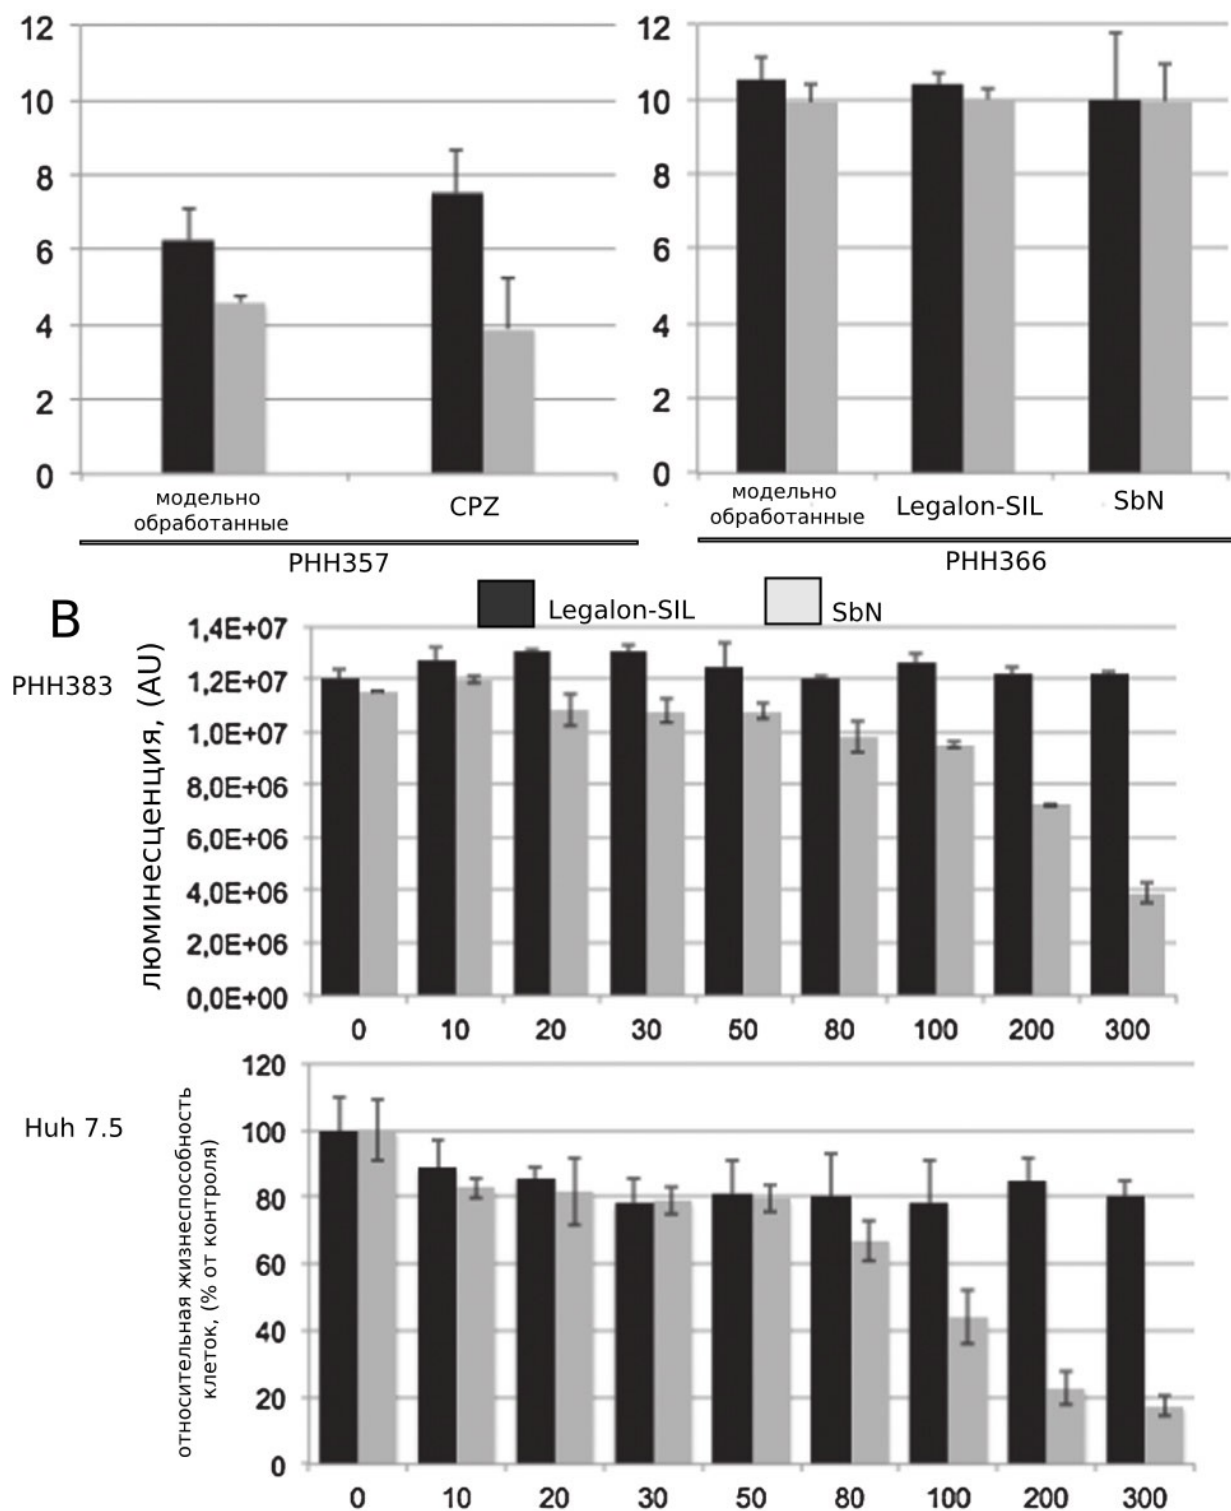 12
10
8
6
4
2
0
модельно
обработанные
CPZ
PHH357
12
10
8
6
4
2
0
модельно
обработанные
Legalon-SIL
SbN
PHH366
B
Legalon-SIL
SbN
PHH383
люминесценция, (AU)
1,4E+07
1,2E+07
1,0E+07
8,0E+06
6,0E+06
4,0E+06
2,0E+06
0,0E+00
0 10 20 30 50 80 100 200 300
Huh 7.5
относительная жизнеспособность
клеток, (% от контроля)
120
100
80
60
40
20
0
0 10 20 30 50 80 100 200 300